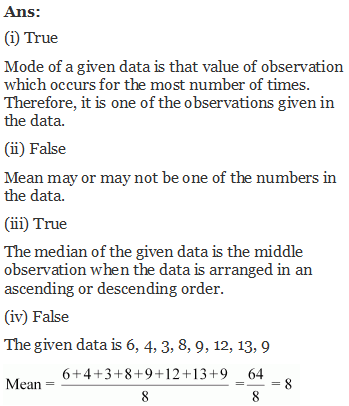 Ans:
(i) True
Mode of a given data is that value of observation
which occurs for the most number of times.
Therefore, it is one of the observations given in
the data.
(ii) False
Mean may or may not be one of the numbers in
the data.
(iii) True
The median of the given data is the middle
observation when the data is arranged in an
ascending or descending order.
(iv) False
The given data is 6, 4, 3, 8, 9, 12, 13, 9
Mean = 6+4+3+8+9+12+13+9/8 = 64/8 = 8